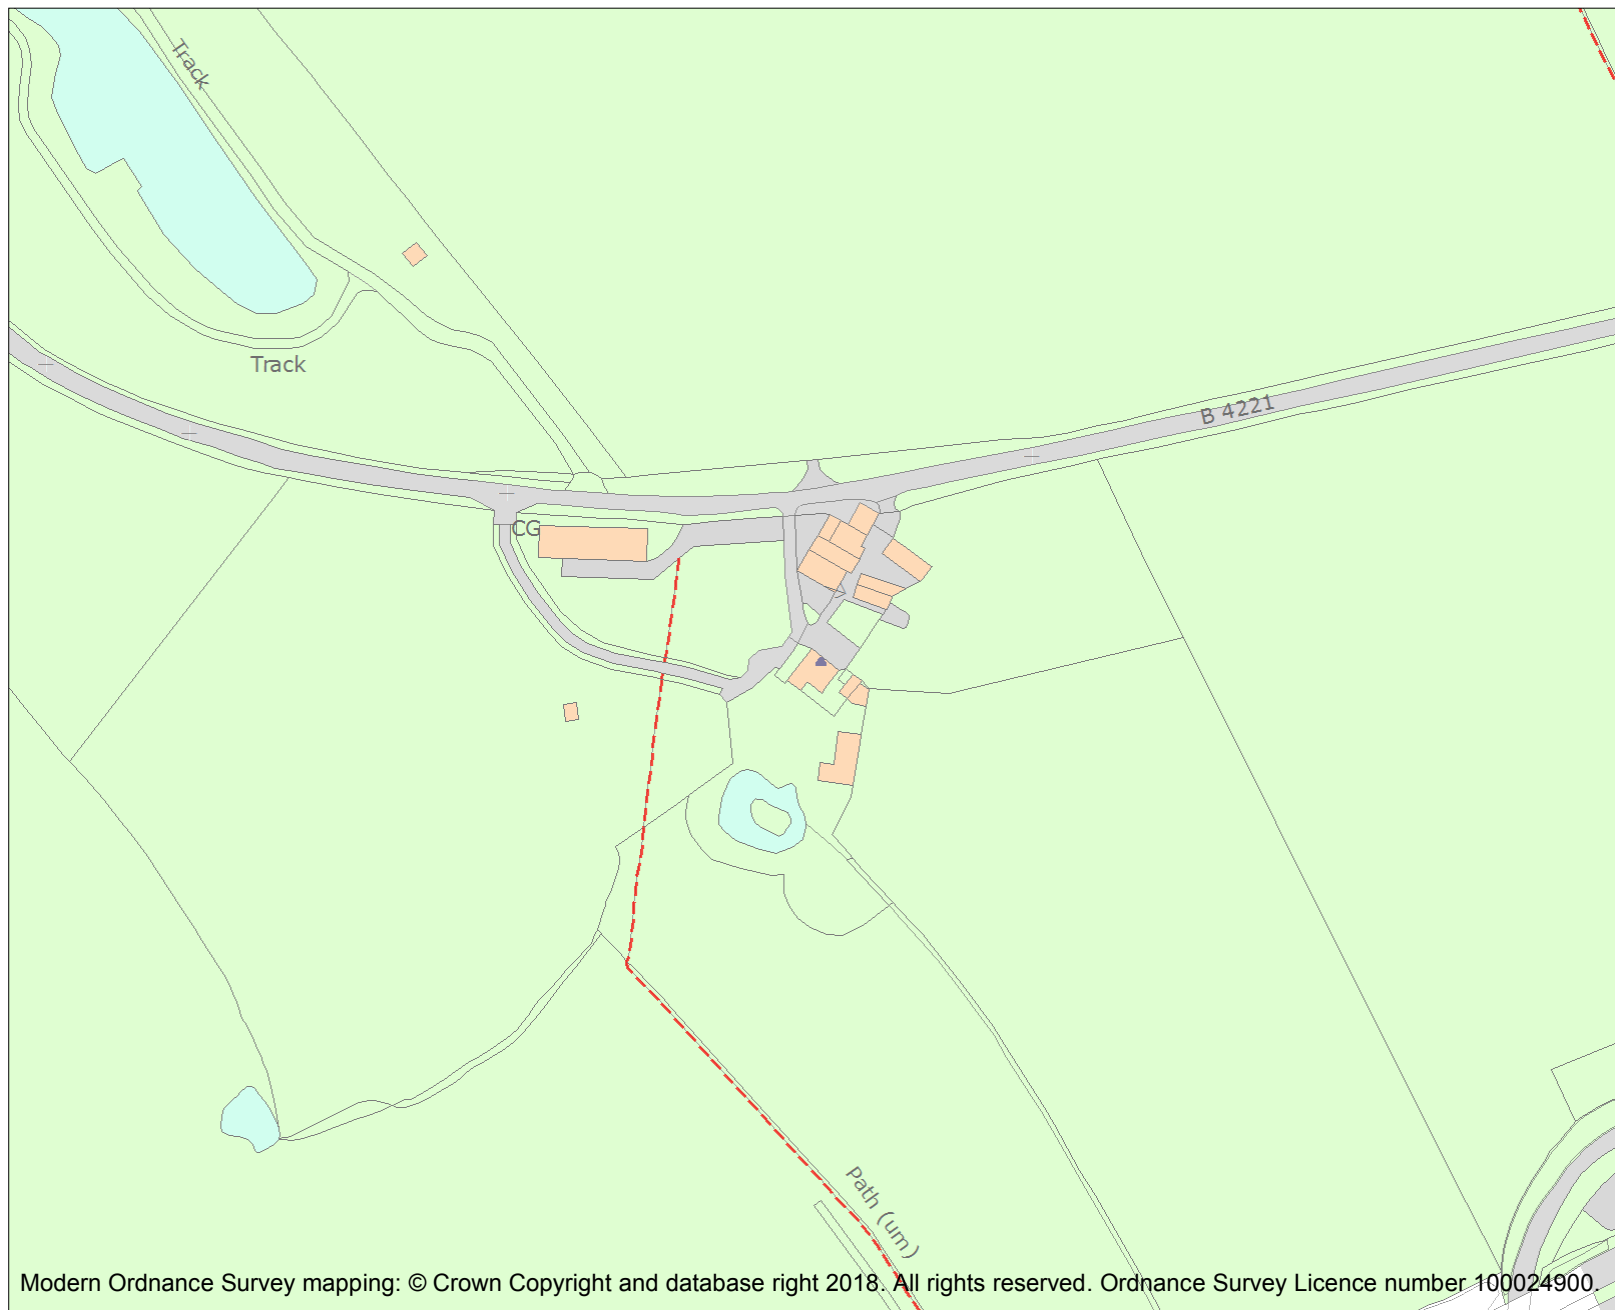 Track
Track
B 4221
CG
Path (um)
Modern Ordnance Survey mapping: © Crown Copyright and database right 2018. All rights reserved. Ordnance Survey Licence number 100024900.